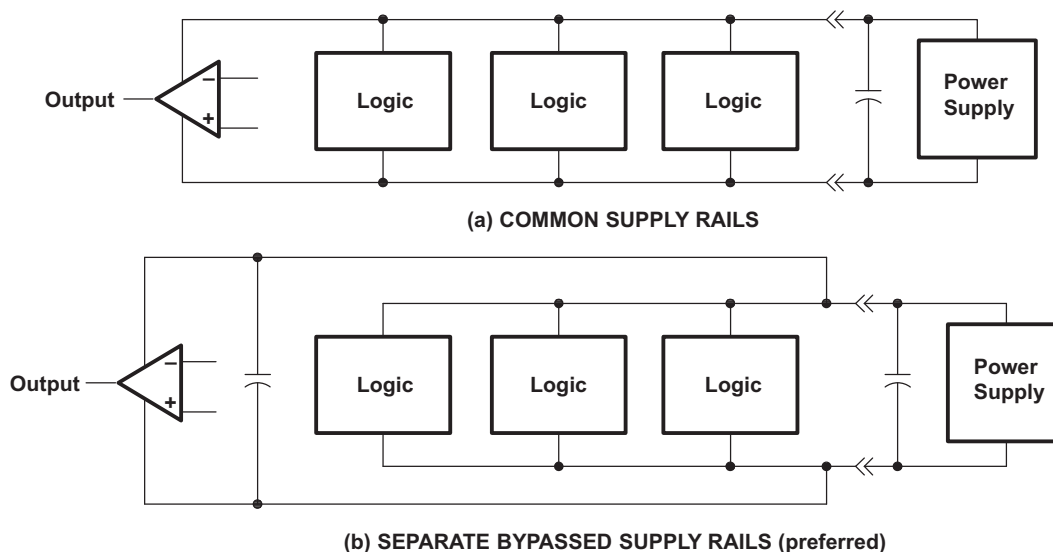 Output
−
+
Logic
Logic
Logic
Power
Supply
(a) COMMON SUPPLY RAILS
Output
−
+
Logic
Logic
Logic
Power
Supply
(b) SEPARATE BYPASSED SUPPLY RAILS (preferred)